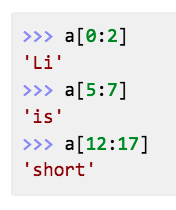 >>> a[0:2]
'Li'
>>> a[5:7]
'is'
>>> a[12:17]
'short'